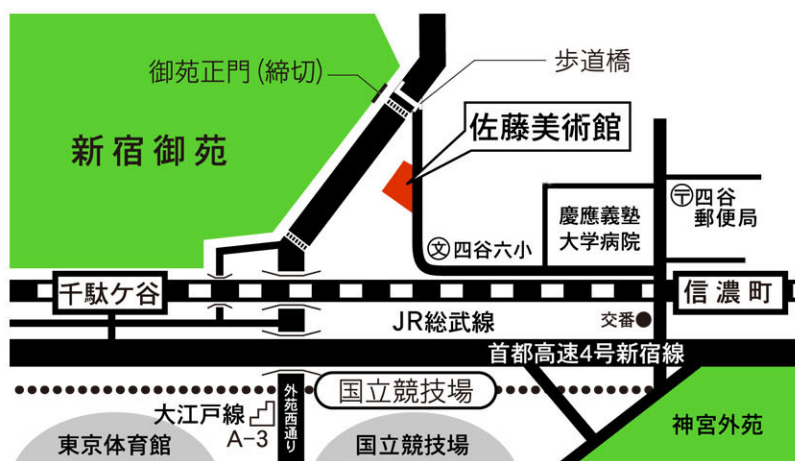 御苑正門(締切)
歩道橋
佐藤美術館
新宿御苑
慶應義塾
大学病院
〒四谷
郵便局
文 四谷六小
千駄ケ谷
信濃町
JR総武線
交番
首都高速4号新宿線
国立競技場
大江戸線
A-3
外苑西通り
東京体育館
国立競技場
神宮外苑